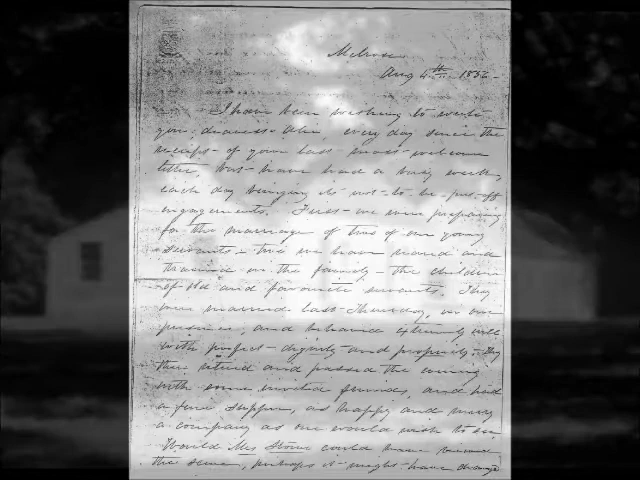 Melrose
Aug 4th 1852
I have been wishing to write
you, dearest Ellen, every day since the
receipt of your last most welcome
letter, but have had a busy week,
each day bringing its not to be put off
engagements. First we were preparing
for the marriage of two of our young
servants two we have reared and
trained in the family the children
of old and favourite servants. They
were married last Thursday, in our
presence, and behaved extremely well
with perfect dignity and propriety. They
then retired and passed the evening
with some invited friends, and had
a fine supper, as happy and merry
a company as one would wish to see
Would Mrs Stowe could have viewed
the scene, perhaps it might have changed